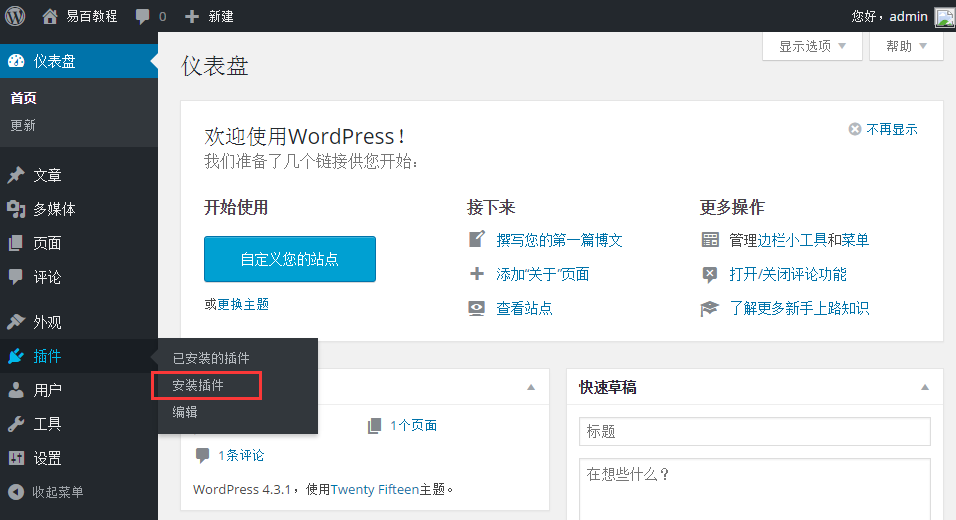 易百教程 0 新建 您好，admin
显示选项 帮助
仪表盘
首页
更新
文章
多媒体
页面
评论
外观
插件
用户
工具
设置
收起菜单
仪表盘
欢迎使用WordPress！
不再显示
我们准备了几个链接供您开始：
开始使用
自定义您的站点
或更换主题
接下来
撰写您的第一篇博文
添加“关于”页面
查看站点
更多操作
管理边栏小工具和菜单
打开/关闭评论功能
了解更多新手上路知识
已安装的插件
安装插件
编辑
1个页面
1条评论
WordPress 4.3.1，使用Twenty Fifteen主题。
快速草稿
标题
在想些什么？